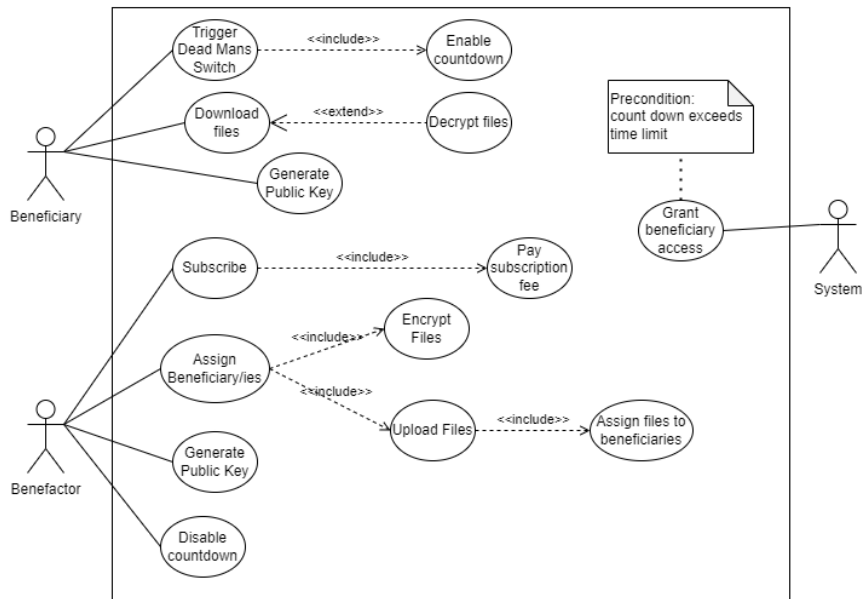 Trigger
Dead Mans
Switch
<<include>>
Enable
countdown
Download
files
<<extend>>
Decrypt files
Precondition:
count down exceeds
time limit
Generate
Public Key
Beneficiary
Grant
beneficiary
access
System
Subscribe
<<include>>
Pay
subscription
fee
Assign
Beneficiary/ies
<<include>>
Encrypt
Files
<<include>>
Upload Files
<<include>>
Assign files to
beneficiaries
Generate
Public Key
Benefactor
Disable
countdown